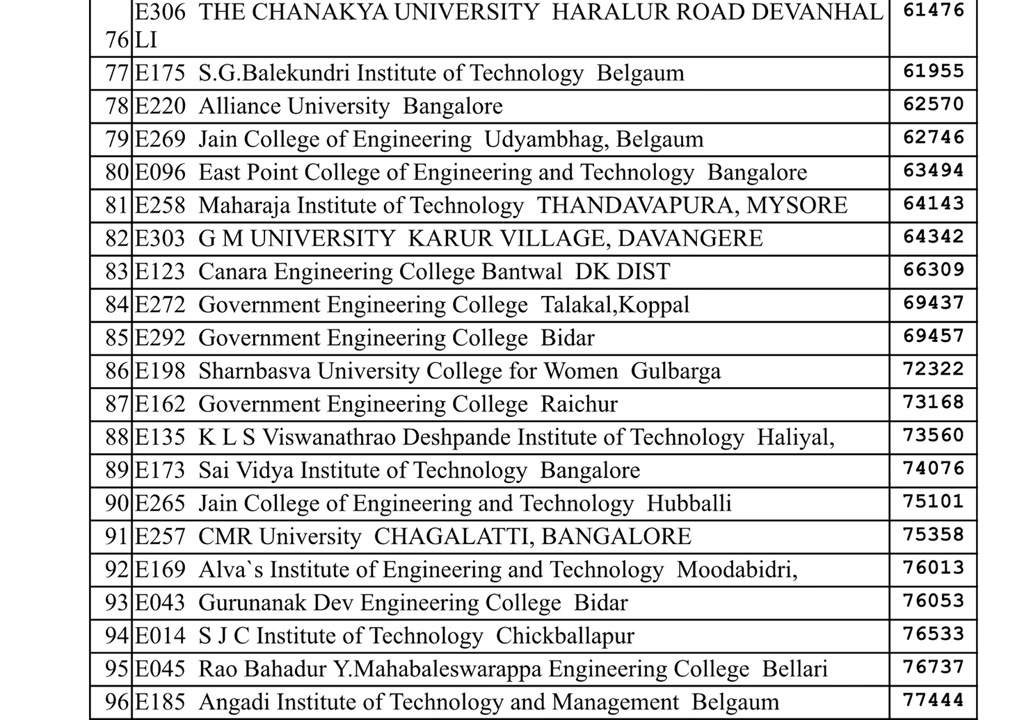 E306 THE CHANAKYA UNIVERSITY HARALUR ROAD DEVANHAL 61476
76 LI
77 E175 S.G.Balekundri Institute of Technology Belgaum 61955
78 E220 Alliance University Bangalore 62570
79 E269 Jain College of Engineering Udyambhag, Belgaum 62746
80 E096 East Point College of Engineering and Technology Bangalore 63494
81 E258 Maharaja Institute of Technology THANDAVAPURA, MYSORE 64143
82 E303 G M UNIVERSITY KARUR VILLAGE, DAVANGERE 64342
83 E123 Canara Engineering College Bantwal DK DIST 66309
84 E272 Government Engineering College Talakal,Koppal 69437
85 E292 Government Engineering College Bidar 69457
86 E198 Sharnbasva University College for Women Gulbarga 72322
87 E162 Government Engineering College Raichur 73168
88 E135 K L S Viswanathrao Deshpande Institute of Technology Haliyal, 73560
89 E173 Sai Vidya Institute of Technology Bangalore 74076
90 E265 Jain College of Engineering and Technology Hubballi 75101
91 E257 CMR University CHAGALATTI, BANGALORE 75358
92 E169 Alva`s Institute of Engineering and Technology Moodabidri, 76013
93 E043 Gurunanak Dev Engineering College Bidar 76053
94 E014 S J C Institute of Technology Chickballapur 76533
95 E045 Rao Bahadur Y.Mahabaleswarappa Engineering College Bellari 76737
96 E185 Angadi Institute of Technology and Management Belgaum 77444